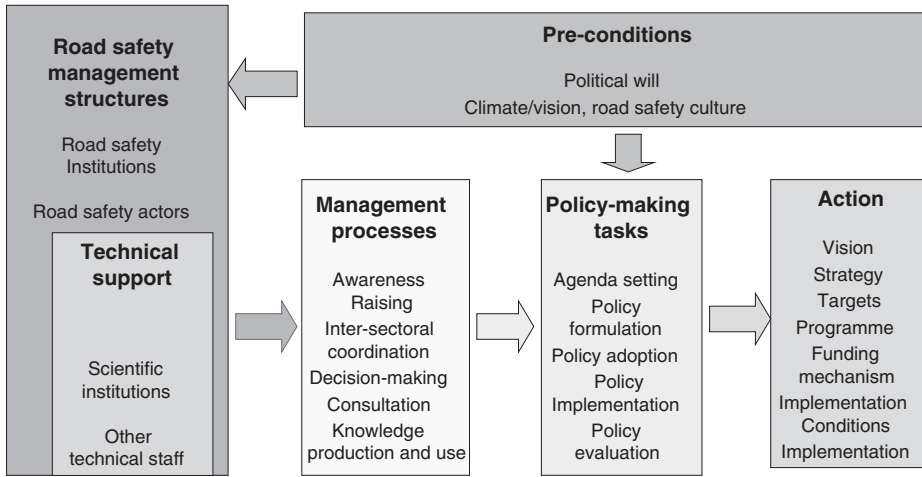 Road safety
management
structures
Road safety
Institutions
Road safety actors
Technical
support
Scientific
institutions
Other
technical staff
Pre-conditions
Political will
Climate/vision, road safety culture
Management
processes
Awareness
Raising
Inter-sectoral
coordination
Decision-making
Consultation
Knowledge
production and use
Policy-making
tasks
Agenda setting
Policy
formulation
Policy adoption
Policy
Implementation
Policy
evaluation
Action
Vision
Strategy
Targets
Programme
Funding
mechanism
Implementation
Conditions
Implementation